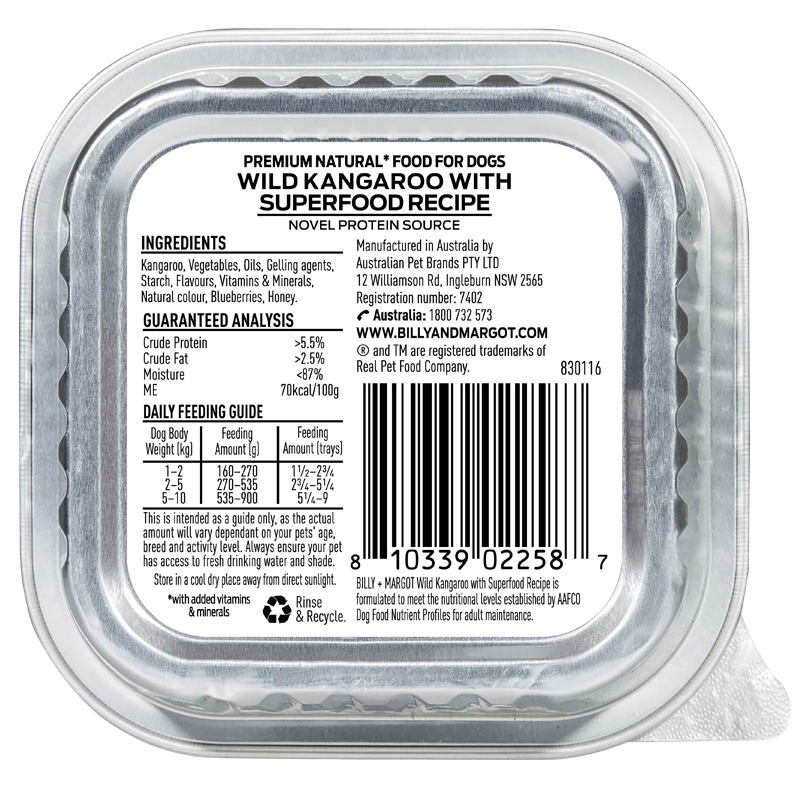 PREMIUM NATURAL* FOOD FOR DOGS
WILD KANGAROO WITH
SUPERFOOD RECIPE
NOVEL PROTEIN SOURCE
INGREDIENTS
Kangaroo, Vegetables, Oils, Gelling agents,
Starch, Flavours, Vitamins & Minerals,
Natural colour, Blueberries, Honey.
GUARANTEED ANALYSIS
Crude Protein >5.5%
Crude Fat >2.5%
Moisture <87%
ME 70kcal/100g
DAILY FEEDING GUIDE
Dog Body Weight (kg) Feeding Amount (g) Feeding Amount (trays)
1–2 160–270 1½–2¾
2–5 270–535 2¾–5¼
5–10 535–900 5¼–9
This is intended as a guide only, as the actual
amount will vary dependant on your pets' age,
breed and activity level. Always ensure your pet
has access to fresh drinking water and shade.
Store in a cool dry place away from direct sunlight.
*with added vitamins
& minerals
Rinse
& Recycle.
Manufactured in Australia by
Australian Pet Brands PTY LTD
12 Williamson Rd, Ingleburn NSW 2565
Registration number: 7402
Australia: 1800 732 573
WWW.BILLYANDMARGOT.COM
® and TM are registered trademarks of
Real Pet Food Company.
830116
8 10339 02258 7
BILLY + MARGOT Wild Kangaroo with Superfood Recipe is
formulated to meet the nutritional levels established by AAFCO
Dog Food Nutrient Profiles for adult maintenance.